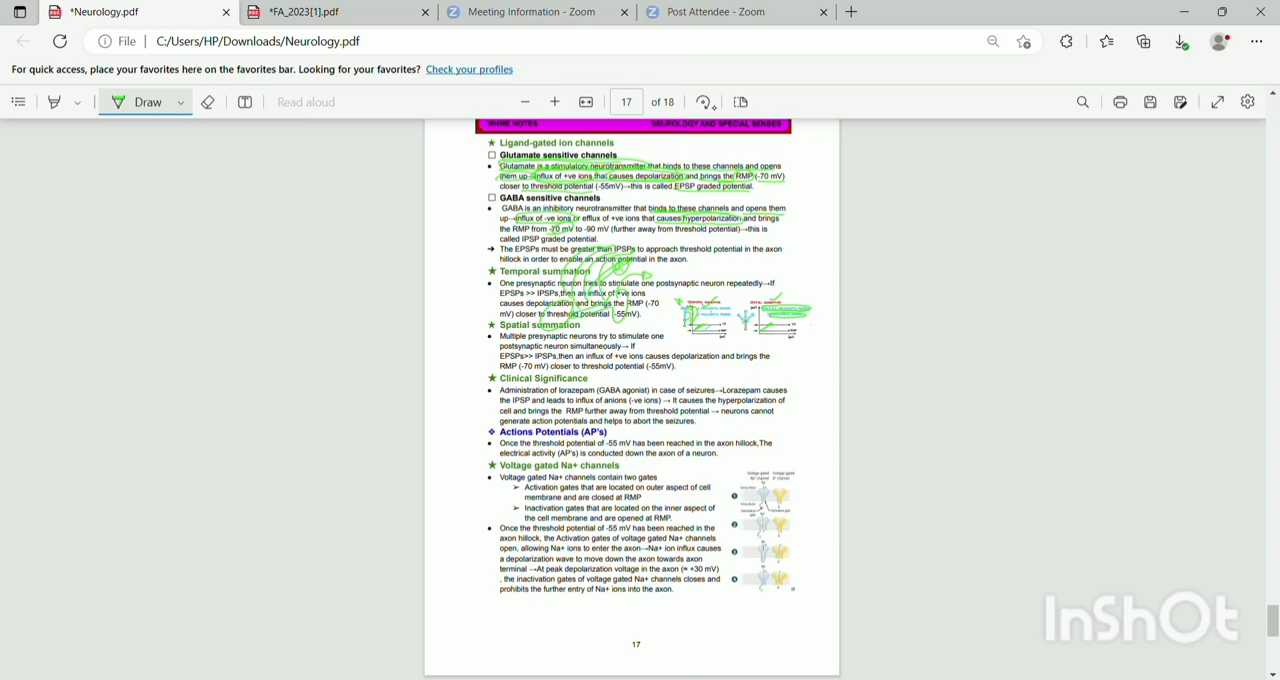 *Neurology.pdf
*FA_2023[1].pdf
Meeting Information - Zoom
Post Attendee - Zoom
File
C:/Users/HP/Downloads/Neurology.pdf
For quick access, place your favorites here on the favorites bar. Looking for your favorites? Check your profiles
Draw
Read aloud
17 of 18
NOTES NEUROLOGY AND SPECIAL SENSES
★ Ligand-gated ion channels
□ Glutamate sensitive channels
• Glutamate is a stimulatory neurotransmitter that binds to these channels and opens
them up→influx of +ve ions that causes depolarization and brings the RMP (-70 mV)
closer to threshold potential (-55mV)→this is called EPSP graded potential.
□ GABA sensitive channels
• GABA is an inhibitory neurotransmitter that binds to these channels and opens them
up→influx of -ve ions or efflux of +ve ions that causes hyperpolarization and brings
the RMP from -70 mV to -90 mV (further away from threshold potential)→this is
called IPSP graded potential.
→ The EPSPs must be greater than IPSPs to approach threshold potential in the axon
hillock in order to enable an action potential in the axon.
★ Temporal summation
• One presynaptic neuron tries to stimulate one postsynaptic neuron repeatedly→If
EPSPs >> IPSPs,then an influx of +ve ions
causes depolarization and brings the RMP (-70
mV) closer to threshold potential (-55mV).
★ Spatial summation
• Multiple presynaptic neurons try to stimulate one
postsynaptic neuron simultaneously→ If
EPSPs>> IPSPs,then an influx of +ve ions causes depolarization and brings the
RMP (-70 mV) closer to threshold potential (-55mV).
★ Clinical Significance
• Administration of lorazepam (GABA agonist) in case of seizures→Lorazepam causes
the IPSP and leads to influx of anions (-ve ions) → It causes the hyperpolarization of
cell and brings the RMP further away from threshold potential → neurons cannot
generate action potentials and helps to abort the seizures.
❖ Actions Potentials (AP's)
• Once the threshold potential of -55 mV has been reached in the axon hillock,The
electrical activity (AP's) is conducted down the axon of a neuron.
★ Voltage gated Na+ channels
• Voltage gated Na+ channels contain two gates
➢ Activation gates that are located on outer aspect of cell
membrane and are closed at RMP
➢ Inactivation gates that are located on the inner aspect of
the cell membrane and are opened at RMP.
• Once the threshold potential of -55 mV has been reached in the
axon hillock, the Activation gates of voltage gated Na+ channels
open, allowing Na+ ions to enter the axon→Na+ ion influx causes
a depolarization wave to move down the axon towards axon
terminal →At peak depolarization voltage in the axon (≈ +30 mV)
, the inactivation gates of voltage gated Na+ channels closes and
prohibits the further entry of Na+ ions into the axon.
17
InShOt